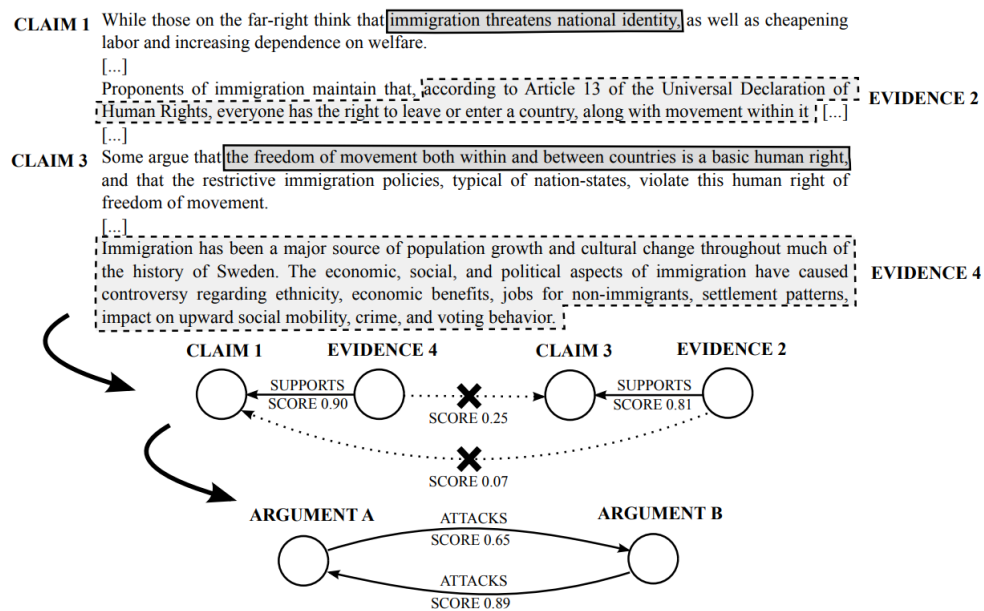 CLAIM 1
While those on the far-right think that immigration threatens national identity, as well as cheapening
labor and increasing dependence on welfare.
[...]
Proponents of immigration maintain that, according to Article 13 of the Universal Declaration of
Human Rights, everyone has the right to leave or enter a country, along with movement within it [...]
EVIDENCE 2
[...]
CLAIM 3
Some argue that the freedom of movement both within and between countries is a basic human right,
and that the restrictive immigration policies, typical of nation-states, violate this human right of
freedom of movement.
[...]
Immigration has been a major source of population growth and cultural change throughout much of
the history of Sweden. The economic, social, and political aspects of immigration have caused
controversy regarding ethnicity, economic benefits, jobs for non-immigrants, settlement patterns,
impact on upward social mobility, crime, and voting behavior.
EVIDENCE 4
CLAIM 1
EVIDENCE 4
CLAIM 3
EVIDENCE 2
SUPPORTS
SCORE 0.90
SCORE 0.25
SUPPORTS
SCORE 0.81
SCORE 0.07
ARGUMENT A
ARGUMENT B
ATTACKS
SCORE 0.65
ATTACKS
SCORE 0.89